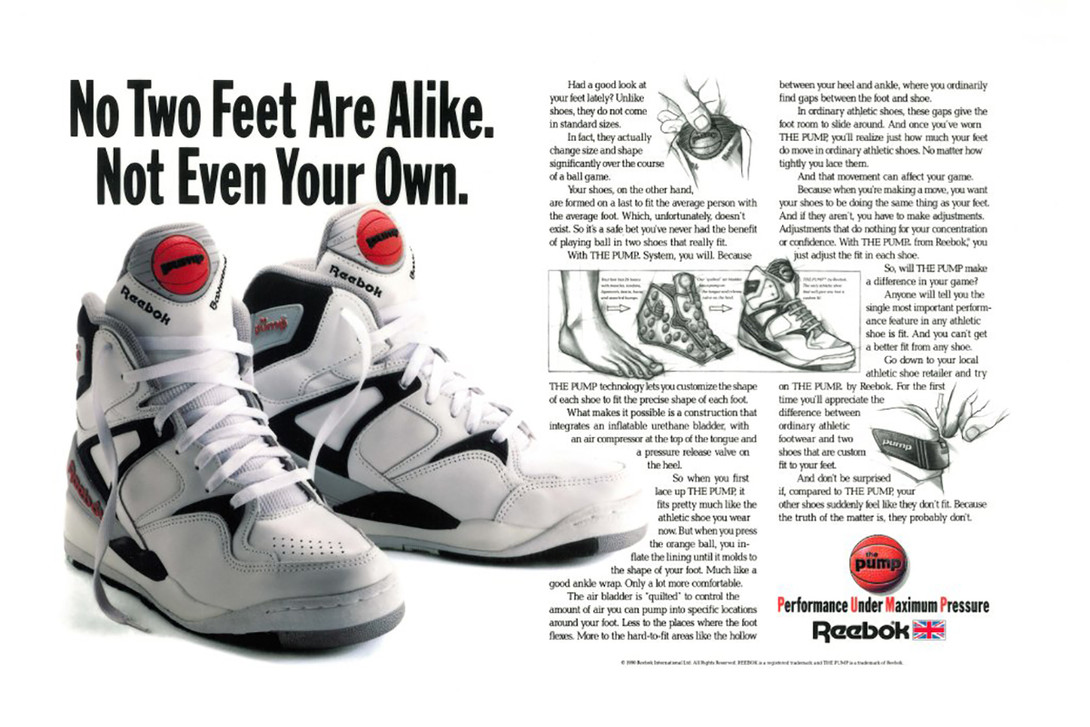 No Two Feet Are Alike.
Not Even Your Own.
pump
Reebok
pump
Reebok
the pump
Reebok
Had a good look at
your feet lately? Unlike
shoes, they do not come
in standard sizes.
In fact, they actually
change size and shape
significantly over the course
of a ball game.
Your shoes, on the other hand,
are formed on a last to fit the average person with
the average foot. Which, unfortunately, doesn't
exist. So it's a safe bet you've never had the benefit
of playing ball in two shoes that really fit.
With THE PUMP. System, you will. Because
THE PUMP technology lets you customize the shape
of each shoe to fit the precise shape of each foot.
What makes it possible is a construction that
integrates an inflatable urethane bladder, with
an air compressor at the top of the tongue and
a pressure release valve on
the heel.
So when you first
lace up THE PUMP, it
fits pretty much like the
athletic shoe you wear
now. But when you press
the orange ball, you in-
flate the lining until it molds to
the shape of your foot. Much like a
good ankle wrap. Only a lot more comfortable.
The air bladder is "quilted" to control the
amount of air you can pump into specific locations
around your foot. Less to the places where the foot
flexes. More to the hard-to-fit areas like the hollow
between your heel and ankle, where you ordinarily
find gaps between the foot and shoe.
In ordinary athletic shoes, these gaps give the
foot room to slide around. And once you've worn
THE PUMP, you'll realize just how much your feet
do move in ordinary athletic shoes. No matter how
tightly you lace them.
And that movement can affect your game.
Because when you're making a move, you want
your shoes to be doing the same thing as your feet.
And if they aren't, you have to make adjustments.
Adjustments that do nothing for your concentration
or confidence. With THE PUMP. from Reebok, you
just adjust the fit in each shoe.
So, will THE PUMP make
a difference in your game?
Anyone will tell you the
single most important perform-
ance feature in any athletic
shoe is fit. And you can't get
a better fit from any shoe.
Go down to your local
athletic shoe retailer and try
on THE PUMP. by Reebok. For the first
time you'll appreciate the
difference between
ordinary athletic
footwear and two
shoes that are custom
fit to your feet.
And don't be surprised
if, compared to THE PUMP, your
other shoes suddenly feel like they don't fit. Because
the truth of the matter is, they probably don't.
pump
the pump
Performance Under Maximum Pressure
Reebok